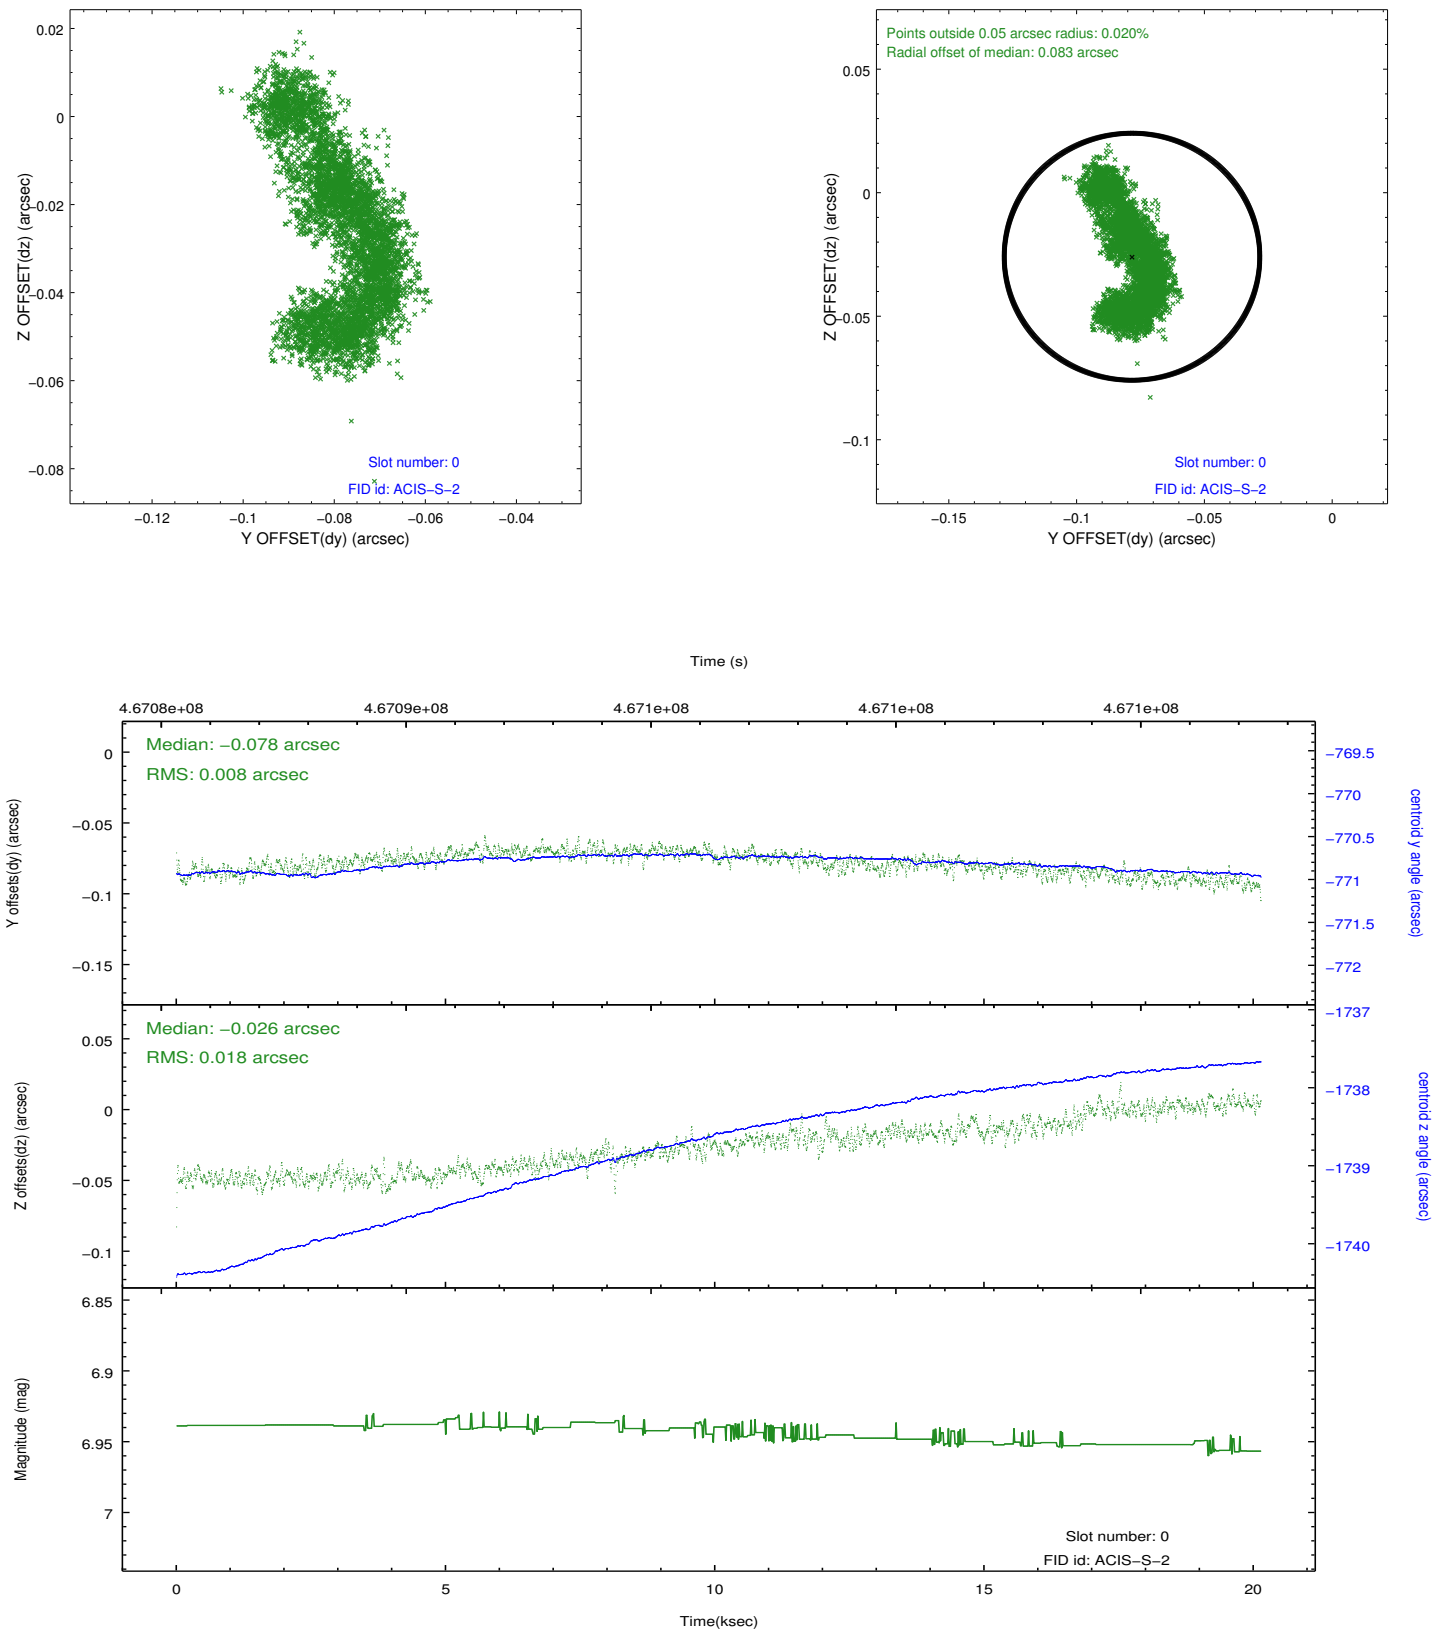 0.02
0
−0.02
−0.04
−0.06
−0.08
Z OFFSET(dz) (arcsec)
Slot number: 0
FID id: ACIS−S−2
−0.12
−0.1
−0.08
−0.06
−0.04
Y OFFSET(dy) (arcsec)
Points outside 0.05 arcsec radius: 0.020%
Radial offset of median: 0.083 arcsec
0.05
0
−0.05
−0.1
Z OFFSET(dz) (arcsec)
Slot number: 0
FID id: ACIS−S−2
−0.15
−0.1
−0.05
0
Y OFFSET(dy) (arcsec)
Time (s)
4.6708e+08
4.6709e+08
4.671e+08
4.671e+08
4.671e+08
Median: −0.078 arcsec
RMS: 0.008 arcsec
0
−0.05
−0.1
−0.15
Y offsets(dy) (arcsec)
−769.5
−770
−770.5
−771
−771.5
−772
centroid y angle (arcsec)
Median: −0.026 arcsec
RMS: 0.018 arcsec
0.05
0
−0.05
−0.1
Z offsets(dz) (arcsec)
−1737
−1738
−1739
−1740
centroid z angle (arcsec)
6.85
6.9
6.95
7
Magnitude (mag)
Slot number: 0
FID id: ACIS−S−2
0
5
10
15
20
Time(ksec)